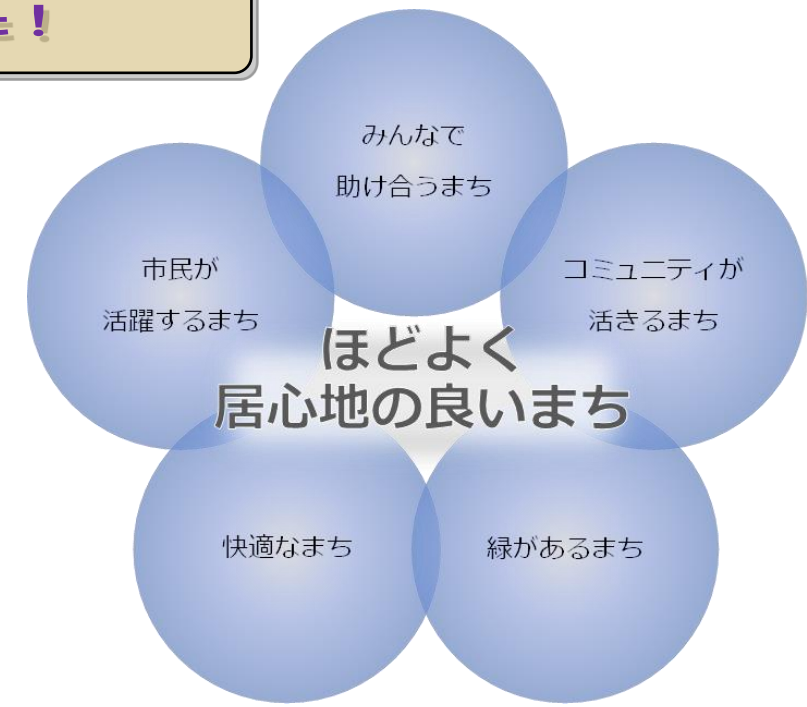 ！
みんなで
助け合うまち
市民が
活躍するまち
コミュニティが
活きるまち
ほどよく
居心地の良いまち
快適なまち
緑があるまち